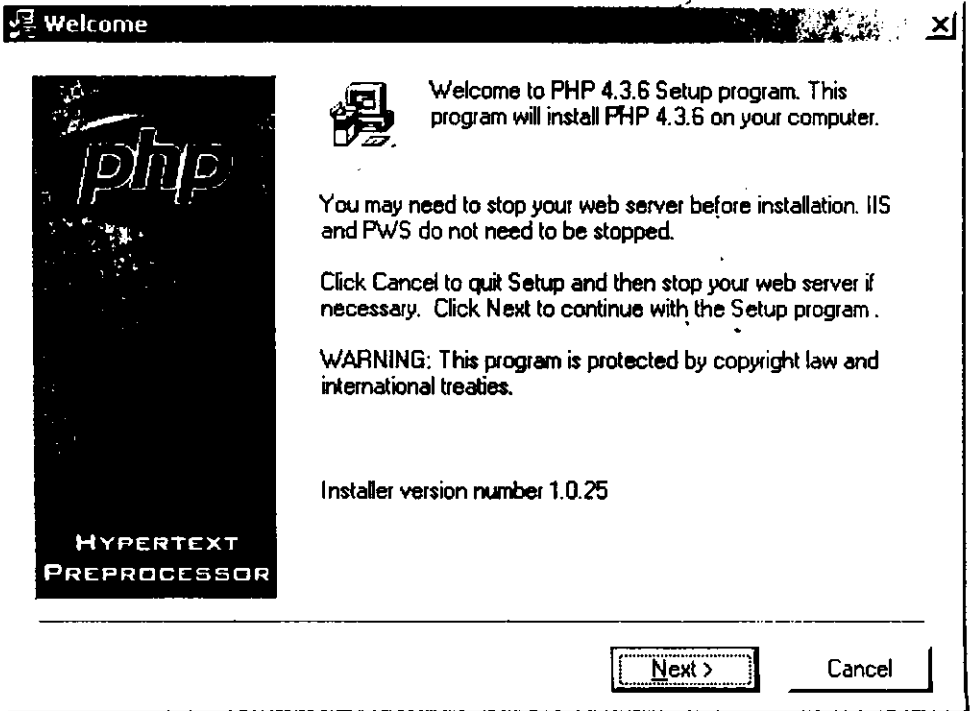 Welcome
php
Welcome to PHP 4.3.6 Setup program. This
program will install PHP 4.3.6 on your computer.
You may need to stop your web server before installation. IIS
and PWS do not need to be stopped.
Click Cancel to quit Setup and then stop your web server if
necessary. Click Next to continue with the Setup program.
WARNING: This program is protected by copyright law and
international treaties.
Installer version number 1.0.25
HYPERTEXT
PREPROCESSOR
Next >
Cancel